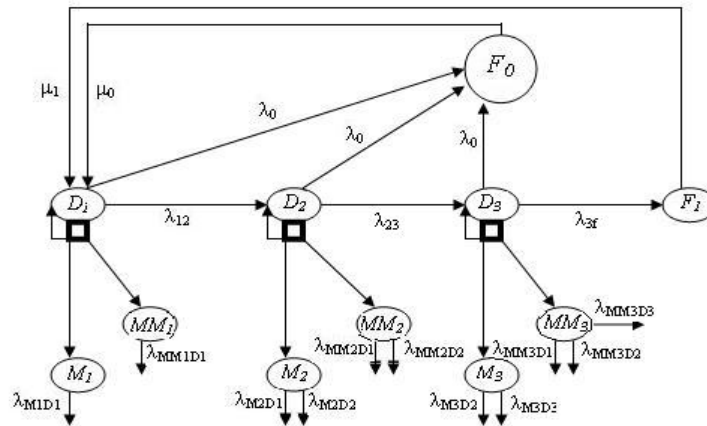 F₀
μ₁ μ₀
λ₀ λ₀ λ₀
D₁ λ₁₂ D₂ λ₂₃ D₃ λ₃f F₁
MM₁ MM₂ MM₃ λMM3D3
λMM1D1 λMM2D1 λMM2D2 λMM3D1 λMM3D2
M₁ M₂ M₃
λM1D1 λM2D1 λM2D2 λM3D2 λM3D3